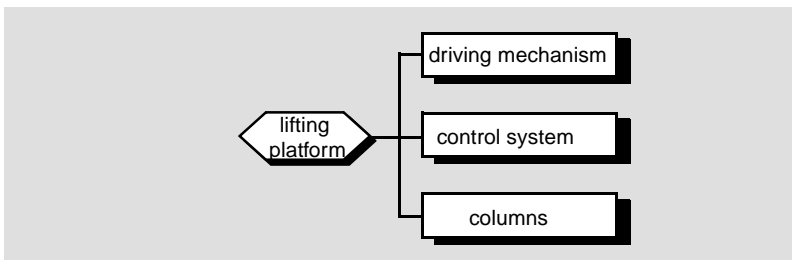 lifting
platform
driving mechanism
control system
columns